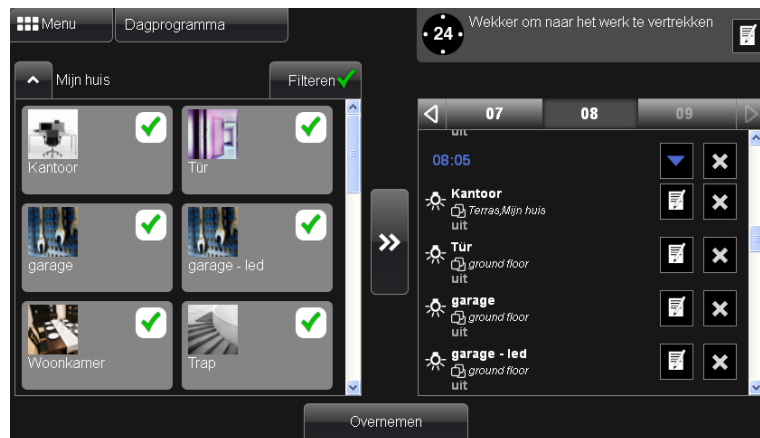 Menu
Dagprogramma
24
Wekker om naar het werk te vertrekken
Mijn huis
Filteren
Kantoor
Tür
garage
garage - led
Woonkamer
Trap
07
08
09
uit
08:05
Kantoor
Terras,Mijn huis
uit
Tür
ground floor
uit
garage
ground floor
uit
garage - led
ground floor
uit
Overnemen